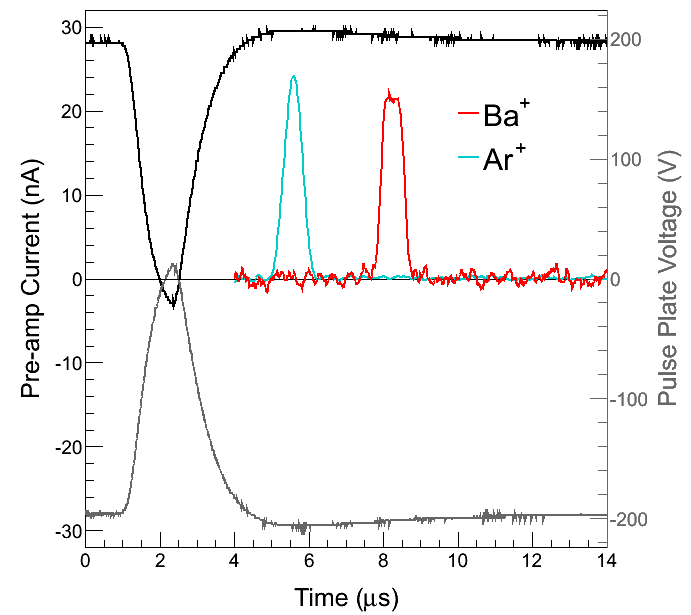 30
20
10
0
-10
-20
-30
Pre-amp Current (nA)
200
100
0
-100
-200
Pulse Plate Voltage (V)
Ba+
Ar+
0 2 4 6 8 10 12 14
Time (μs)